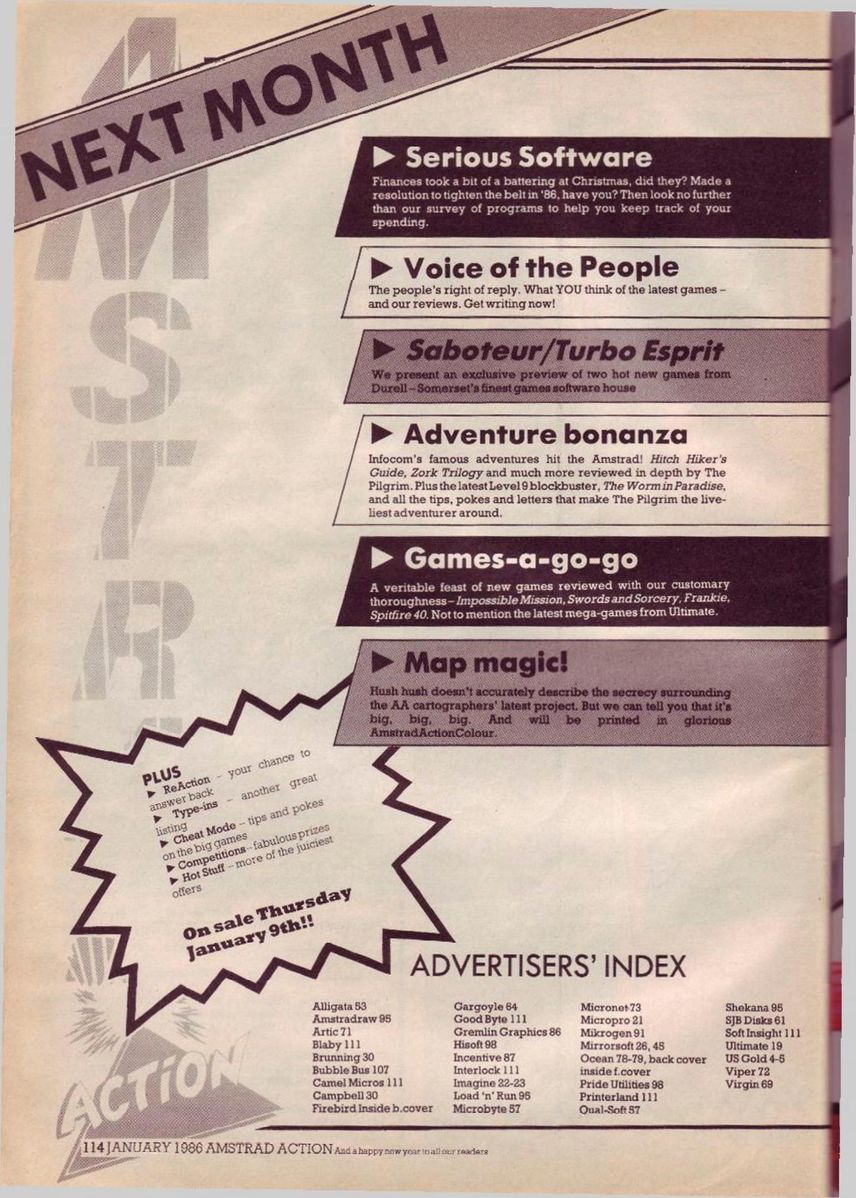 NEXT MONTH
AMSTR
► Serious Software
Finances took a bit of a battering at Christmas, did they? Made a
resolution to tighten the belt in '86, have you? Then look no further
than our survey of programs to help you keep track of your
spending.
► Voice of the People
The people's right of reply. What YOU think of the latest games –
and our reviews. Get writing now!
► Saboteur/Turbo Esprit
We present an exclusive preview of two hot new games from
Durell – Somerset's finest games software house
► Adventure bonanza
Infocom's famous adventures hit the Amstrad! Hitch Hiker's
Guide, Zork Trilogy and much more reviewed in depth by The
Pilgrim. Plus the latest Level 9 blockbuster, The Worm in Paradise,
and all the tips, pokes and letters that make The Pilgrim the live-
liest adventurer around.
► Games-a-go-go
A veritable feast of new games reviewed with our customary
thoroughness – Impossible Mission, Swords and Sorcery, Frankie,
Spitfire 40. Not to mention the latest mega-games from Ultimate.
► Map magic!
Hush hush doesn't accurately describe the secrecy surrounding
the AA cartographers' latest project. But we can tell you that it's
big, big, big. And will be printed in glorious
AmstradActionColour.
PLUS
► ReAction – your chance to
answer back
► Type-ins – another great
listing
► Cheat Mode – tips and pokes
on the big games
► Competitions – fabulous prizes
► Hot Stuff – more of the juiciest
offers
On sale Thursday
January 9th!!
ACTION
ADVERTISERS' INDEX
Alligata 53
Amstradraw 95
Artic 71
Blaby 111
Brunning 30
Bubble Bus 107
Camel Micros 111
Campbell 30
Firebird Inside b.cover
Gargoyle 64
Good Byte 111
Gremlin Graphics 86
Hisoft 98
Incentive 87
Interlock 111
Imagine 22-23
Load 'n' Run 95
Microbyte 57
Micronet 73
Micropro 21
Mikrogen 91
Mirrorsoft 26, 45
Ocean 78-79, back cover
inside f.cover
Pride Utilities 98
Printerland 111
Qual-Soft 57
Shekana 95
SJB Disks 61
Soft Insight 111
Ultimate 19
US Gold 4-5
Viper 72
Virgin 69
114 JANUARY 1986 AMSTRAD ACTION And a happy new year to all our readers